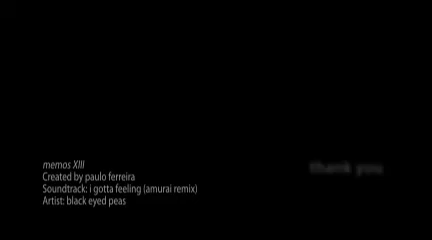 memos XIII
Created by paulo ferreira
Soundtrack: i gotta feeling (amurai remix)
Artist: black eyed peas
thank you